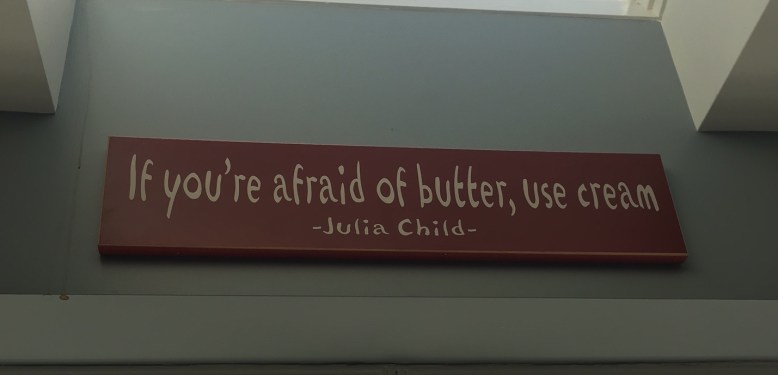 If you're afraid of butter, use cream
-Julia Child-